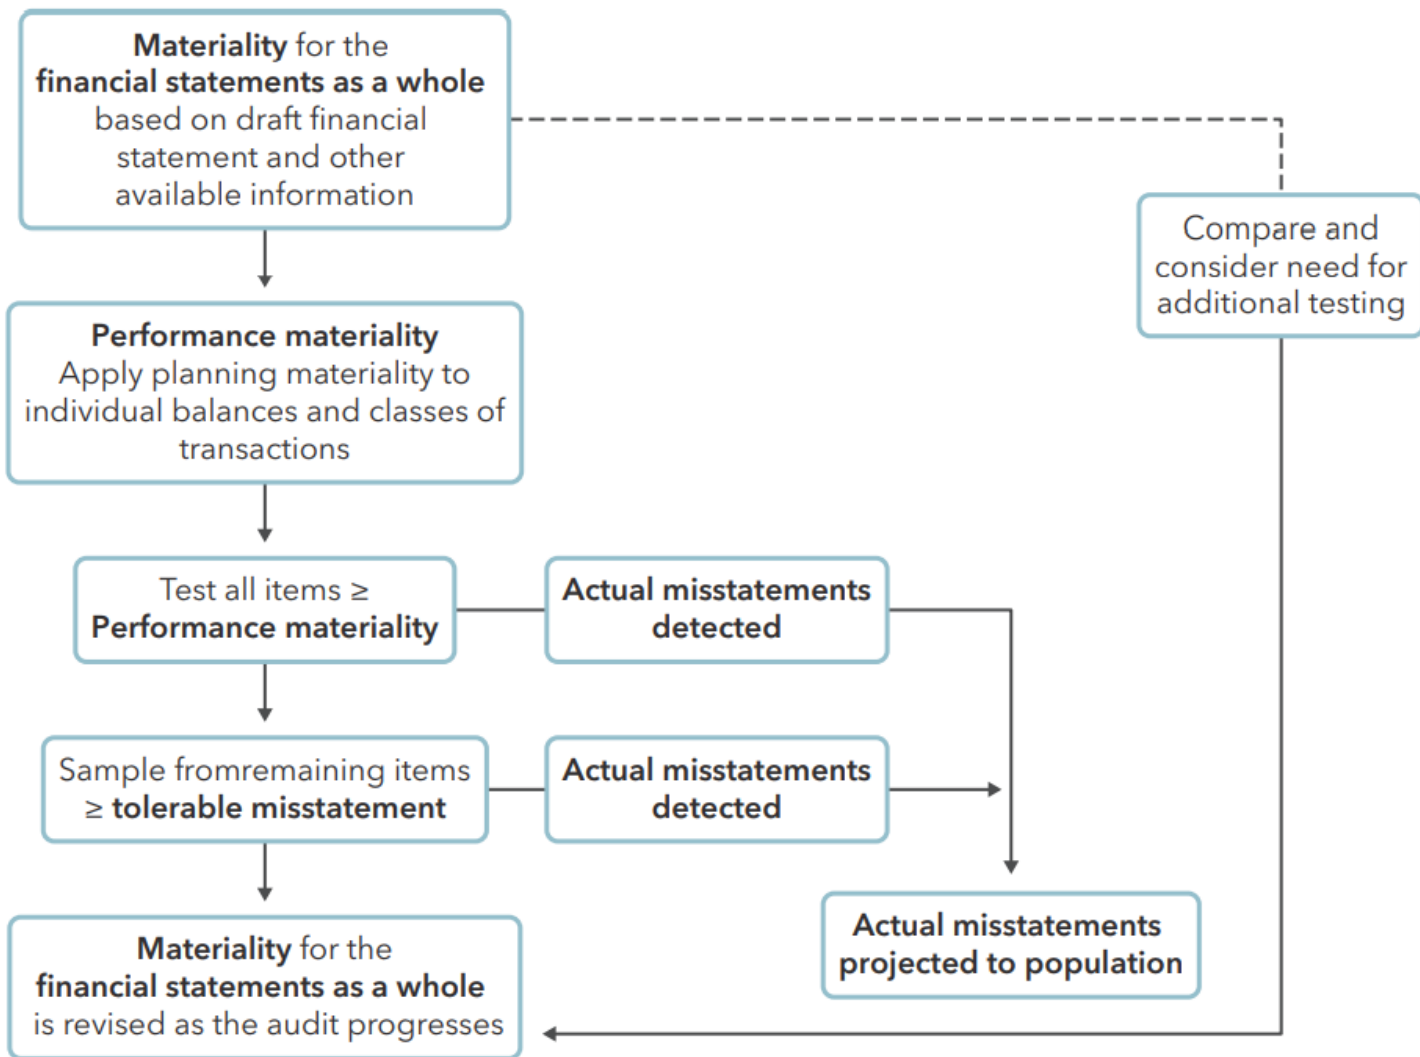 Materiality for the
financial statements as a whole
based on draft financial
statement and other
available information
Compare and
consider need for
additional testing
Performance materiality
Apply planning materiality to
individual balances and classes of
transactions
Test all items ≥
Performance materiality
Actual misstatements
detected
Sample fromremaining items
≥ tolerable misstatement
Actual misstatements
detected
Actual misstatements
projected to population
Materiality for the
financial statements as a whole
is revised as the audit progresses